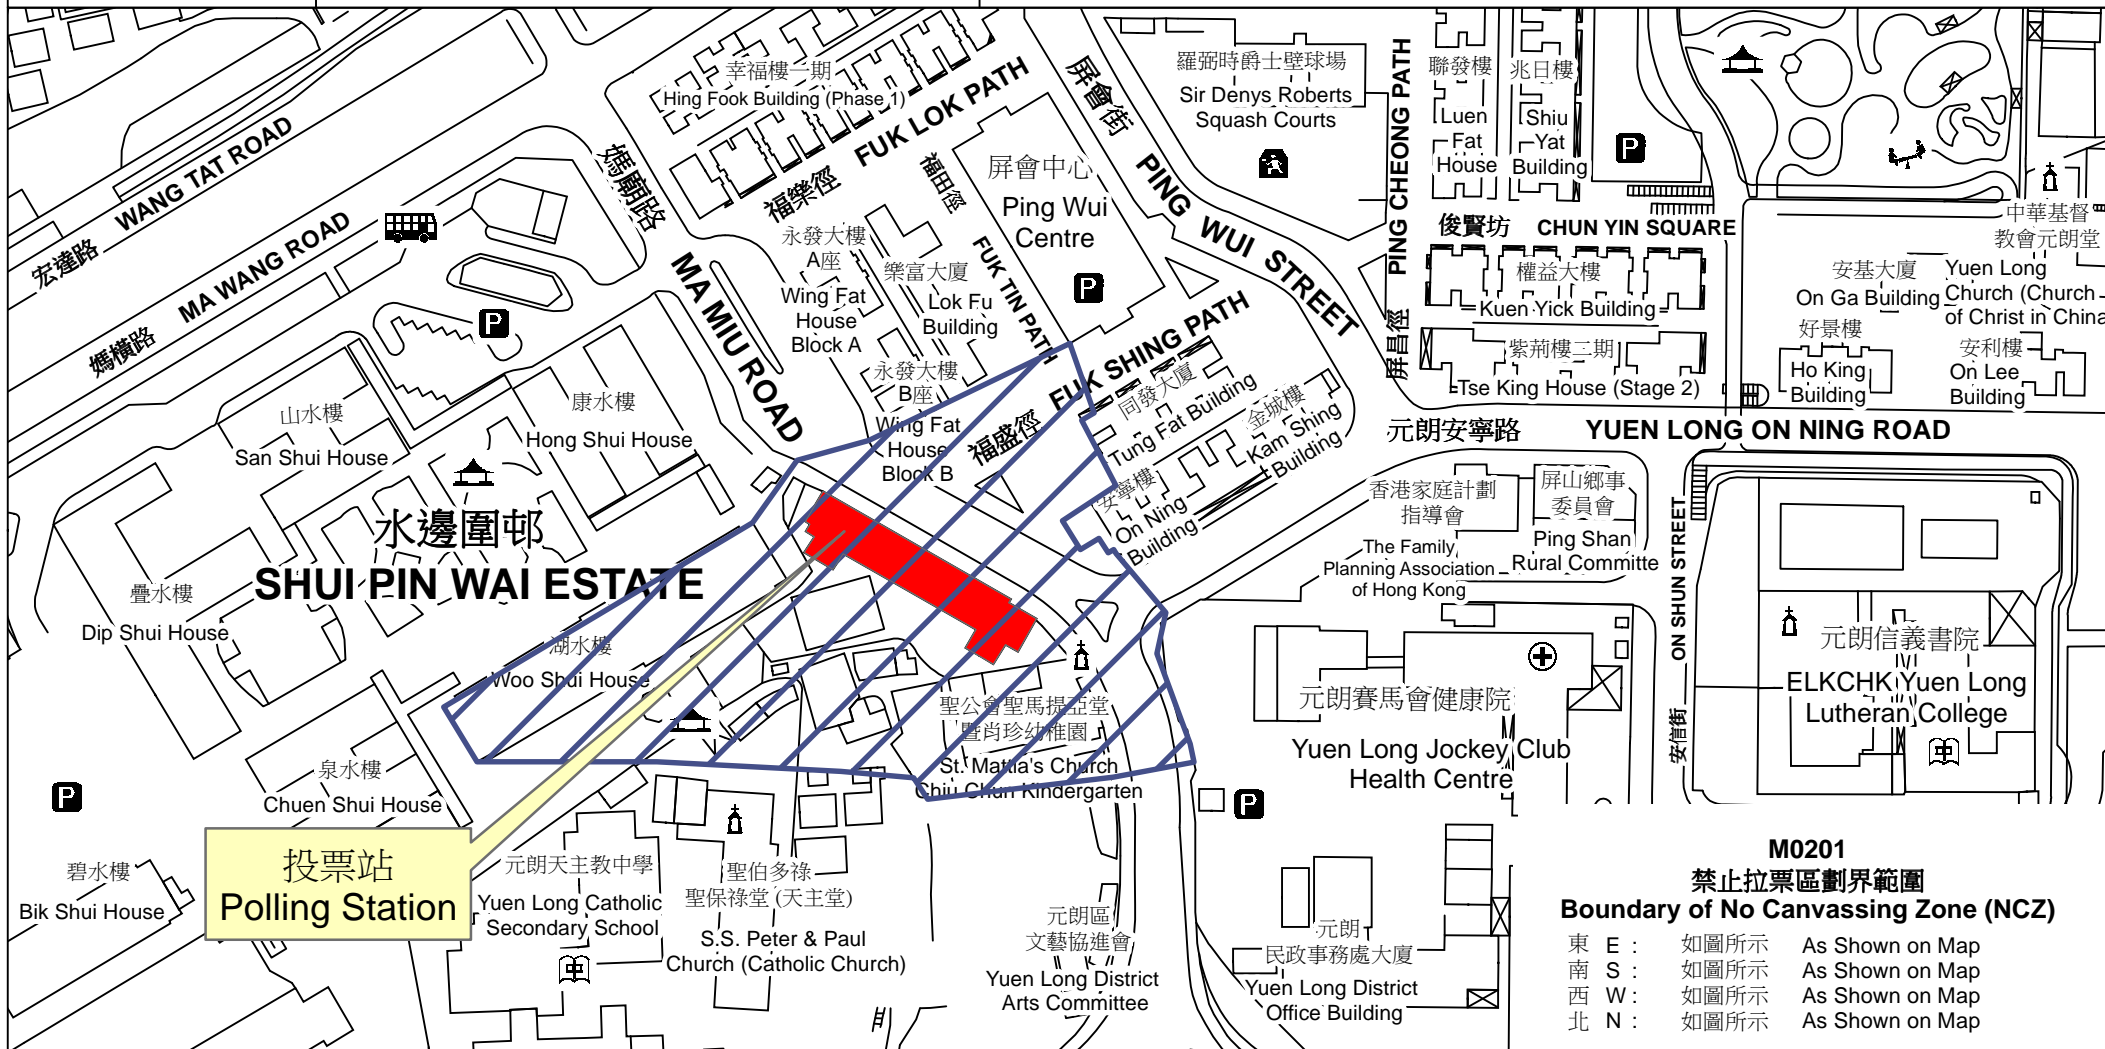 宏達路 WANG TAT ROAD
媽橫路 MA WANG ROAD
幸福樓一期
Hing Fook Building (Phase 1)
福樂徑 FUK LOK PATH
媽廟路 MA MIU ROAD
屏會街 PING WUI STREET
福田徑 FUK TIN PATH
屏會中心
Ping Wui
Centre
羅弼時爵士壁球場
Sir Denys Roberts
Squash Courts
屏昌徑 PING CHEONG PATH
聯發樓
Luen
Fat
House
兆日樓
Shiu
Yat
Building
P
俊賢坊 CHUN YIN SQUARE
中華基督
教會元朗堂
Yuen Long
Church (Church
of Christ in China
權益大樓
Kuen Yick Building
安基大廈
On Ga Building
紫荊樓二期
Tse King House (Stage 2)
好景樓
Ho King
Building
安利樓
On Lee
Building
永發大樓
A座
Wing Fat
House
Block A
樂富大廈
Lok Fu
Building
P
永發大樓
B座
Wing Fat
House
Block B
福盛徑 FUK SHING PATH
同發大廈
Tung Fat Building
金城樓
Kam Shing
Building
安寧樓
On Ning
Building
元朗安寧路 YUEN LONG ON NING ROAD
P
山水樓
San Shui House
康水樓
Hong Shui House
水邊圍邨
SHUI PIN WAI ESTATE
疊水樓
Dip Shui House
湖水樓
Woo Shui House
香港家庭計劃
指導會
The Family
Planning Association
of Hong Kong
屏山鄉事
委員會
Ping Shan
Rural Committe
安信街 ON SHUN STREET
元朗信義書院
ELKCHK Yuen Long
Lutheran College
元朗賽馬會健康院
Yuen Long Jockey Club
Health Centre
聖公會聖馬提亞堂
暨肖珍幼稚園
St. Mattia's Church
Chiu Chun Kindergarten
泉水樓
Chuen Shui House
P
P
碧水樓
Bik Shui House
投票站
Polling Station
元朗天主教中學
Yuen Long Catholic
Secondary School
聖伯多祿
聖保祿堂 (天主堂)
S.S. Peter & Paul
Church (Catholic Church)
元朗區
文藝協進會
Yuen Long District
Arts Committee
元朗
民政事務處大廈
Yuen Long District
Office Building
M0201
禁止拉票區劃界範圍
Boundary of No Canvassing Zone (NCZ)
東 E : 如圖所示 As Shown on Map
南 S : 如圖所示 As Shown on Map
西 W : 如圖所示 As Shown on Map
北 N : 如圖所示 As Shown on Map